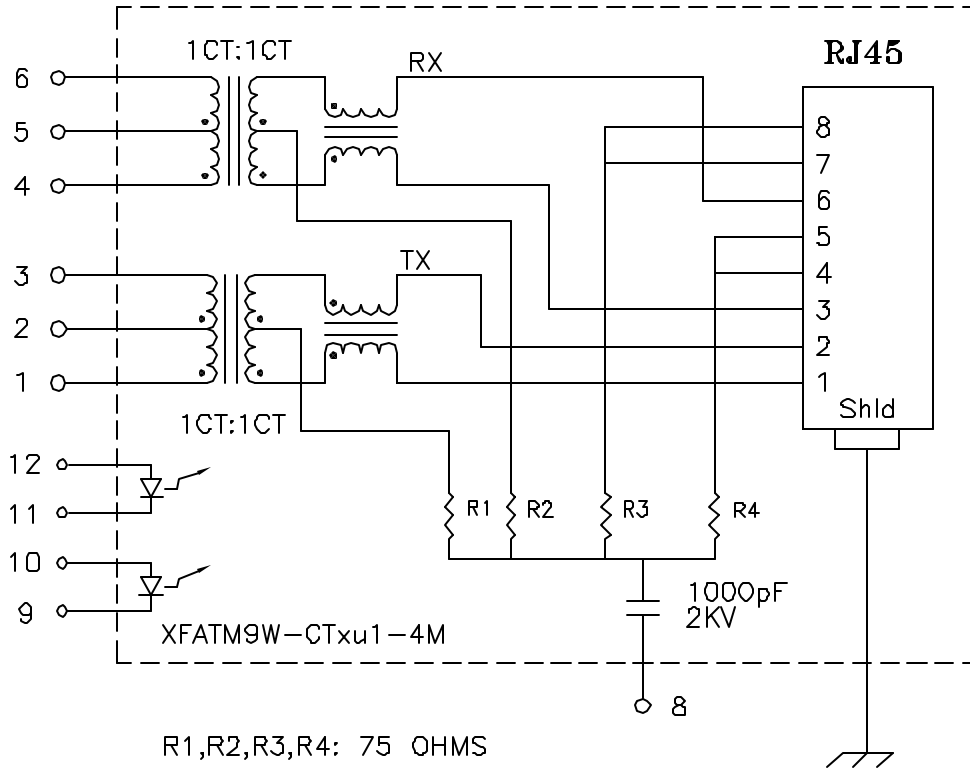 1CT:1CT
RX
RJ45
6
5
4
8
7
6
5
4
3
2
1
Shld
TX
3
2
1
1CT:1CT
12
11
10
9
R1
R2
R3
R4
1000pF
2KV
XFATM9W-CTxu1-4M
8
R1,R2,R3,R4: 75 OHMS